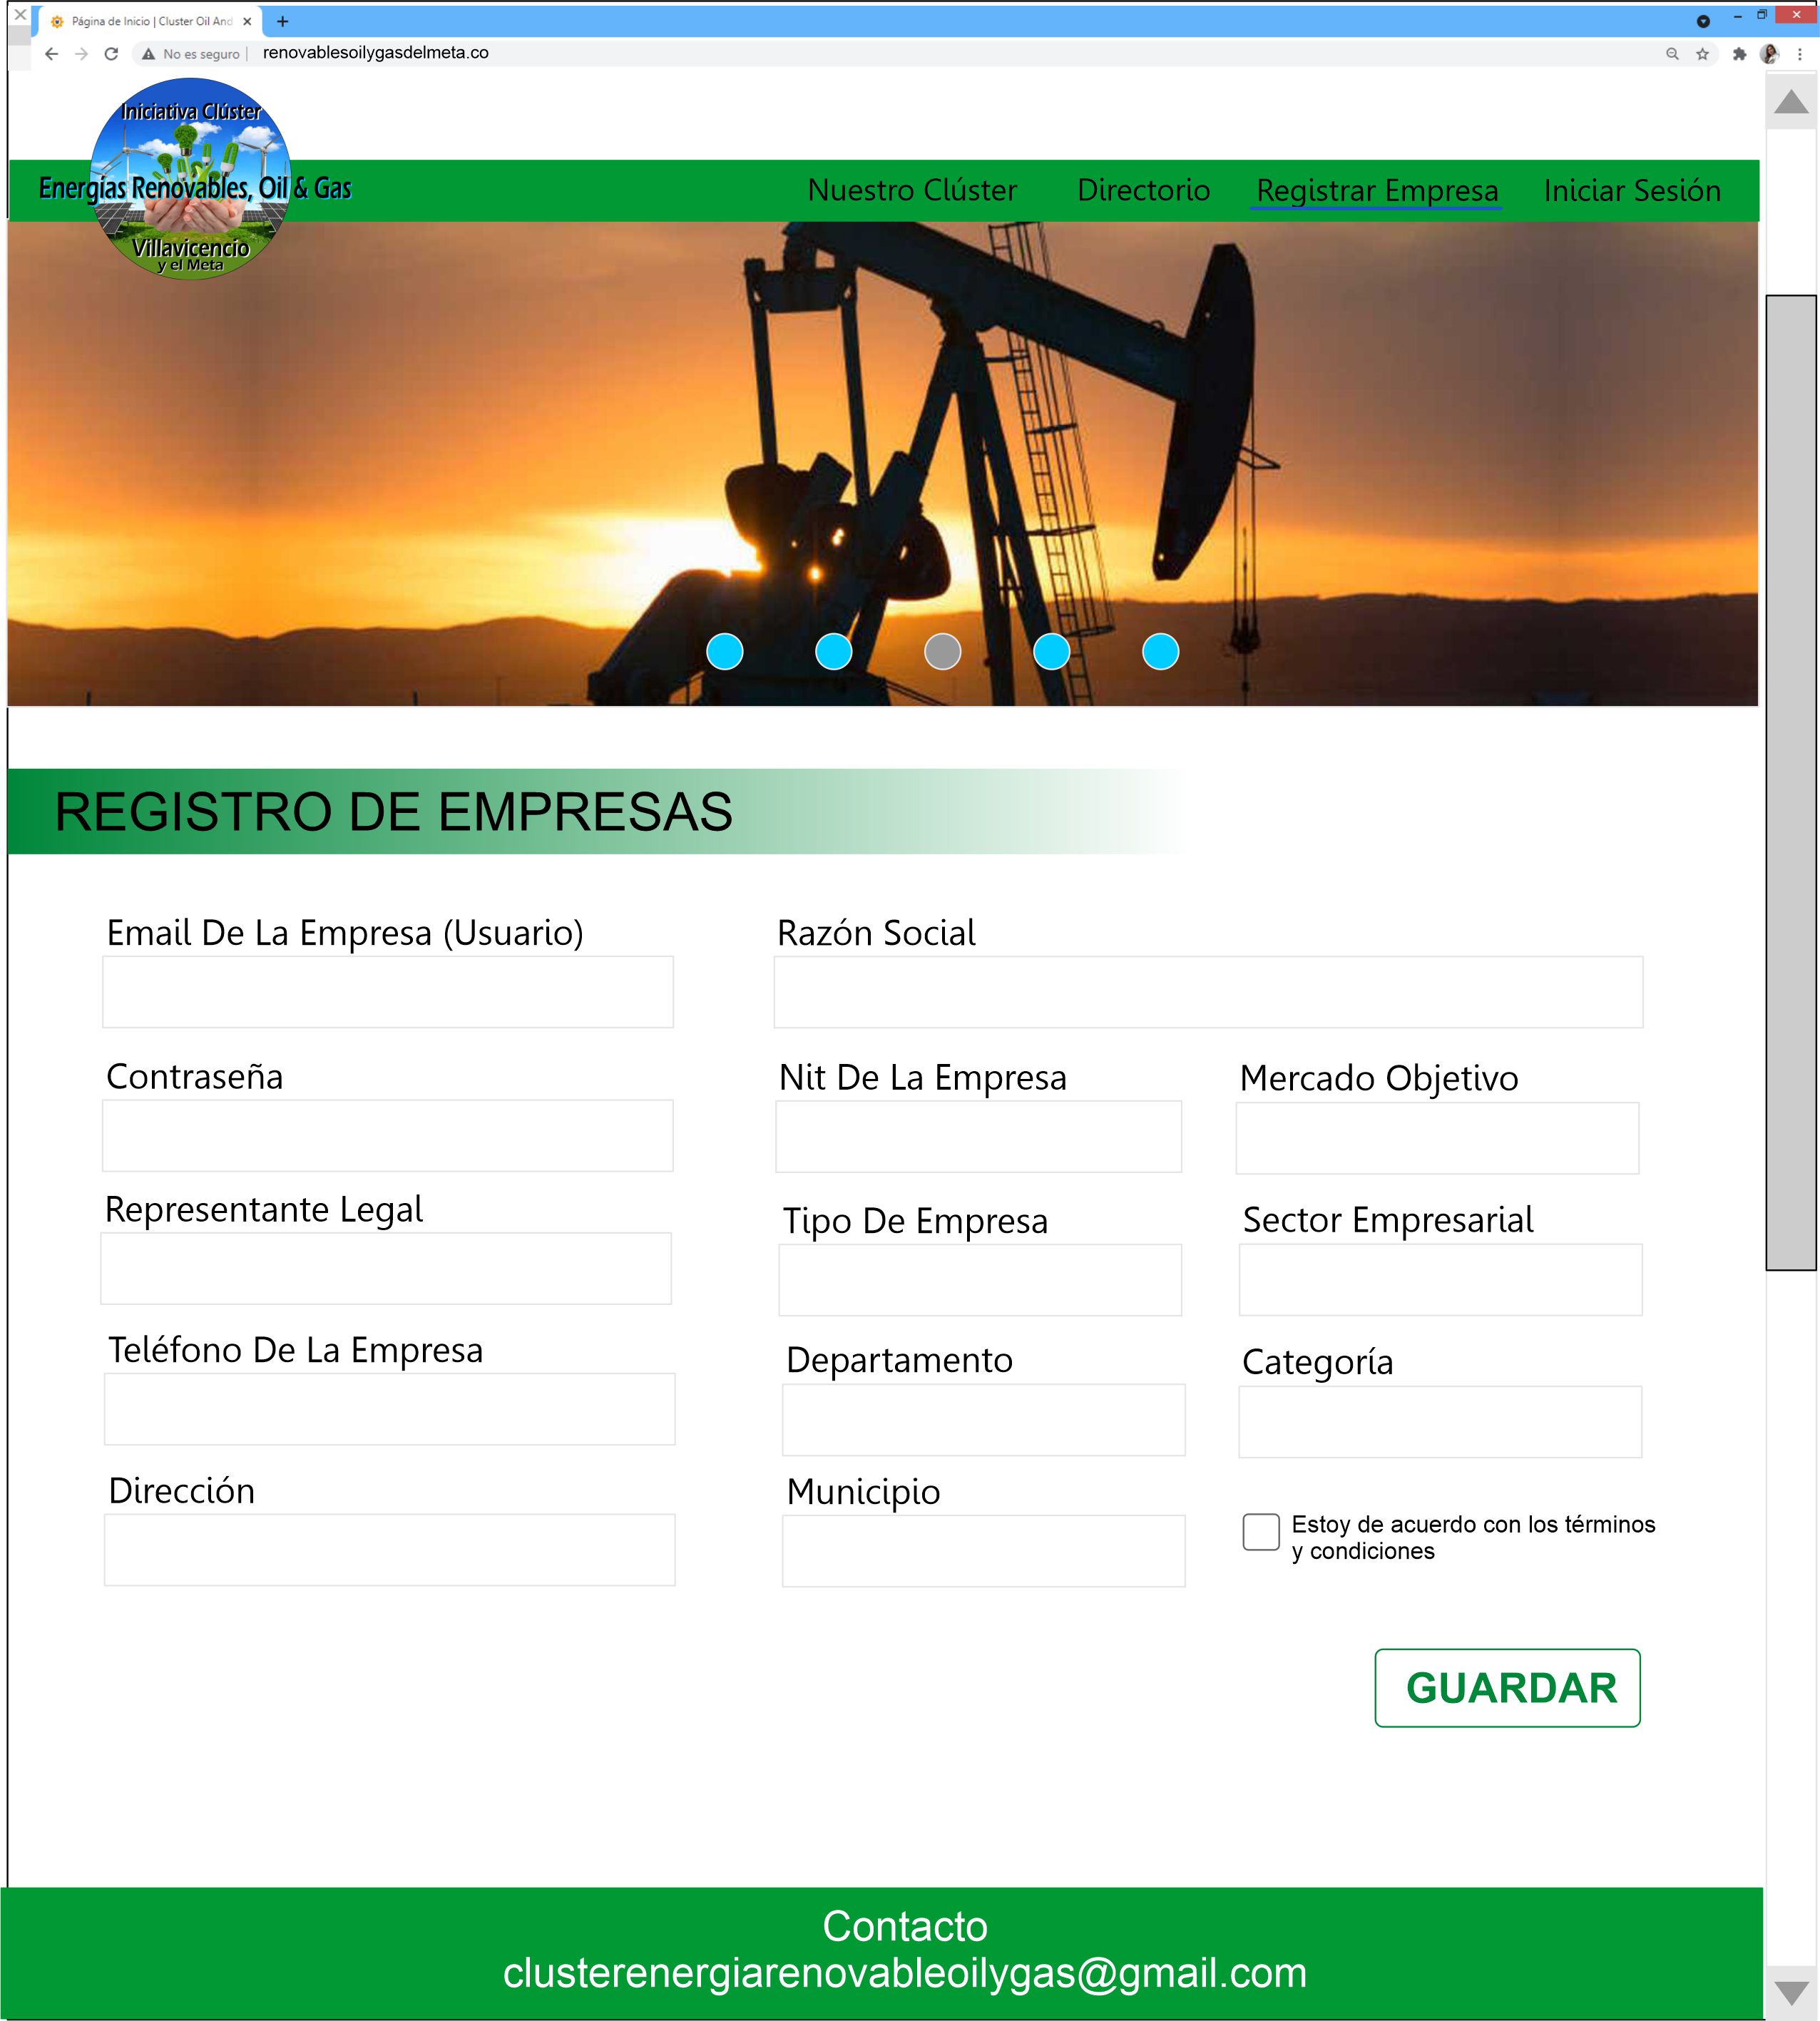 Página de Inicio | Cluster Oil And
No es seguro | renovablesoilygasdelmeta.co
Iniciativa Clúster
Energías Renovables, Oil & Gas
Villavicencio
y el Meta
Nuestro Clúster
Directorio
Registrar Empresa
Iniciar Sesión
REGISTRO DE EMPRESAS
Email De La Empresa (Usuario)
Razón Social
Contraseña
Nit De La Empresa
Mercado Objetivo
Representante Legal
Tipo De Empresa
Sector Empresarial
Teléfono De La Empresa
Departamento
Categoría
Dirección
Municipio
Estoy de acuerdo con los términos
y condiciones
GUARDAR
Contacto
clusterenergiarenovableoilygas@gmail.com